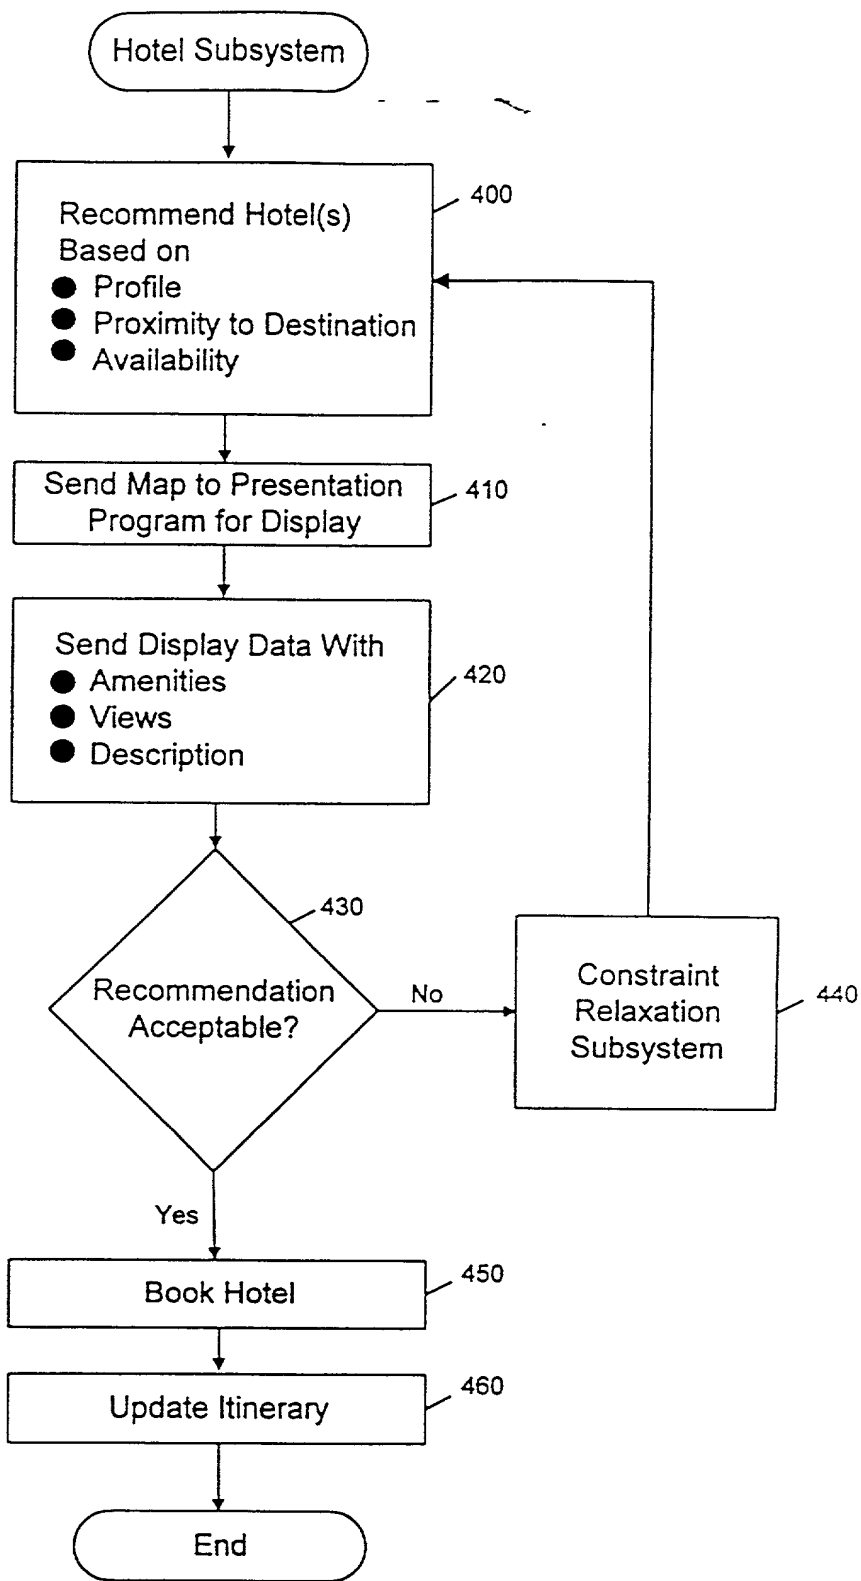 Hotel Subsystem
400
Recommend Hotel(s)
Based on
● Profile
● Proximity to Destination
● Availability
Send Map to Presentation
Program for Display
410
Send Display Data With
● Amenities
● Views
● Description
420
430
Recommendation
Acceptable?
No
Constraint
Relaxation
Subsystem
440
Yes
Book Hotel
450
Update Itinerary
460
End